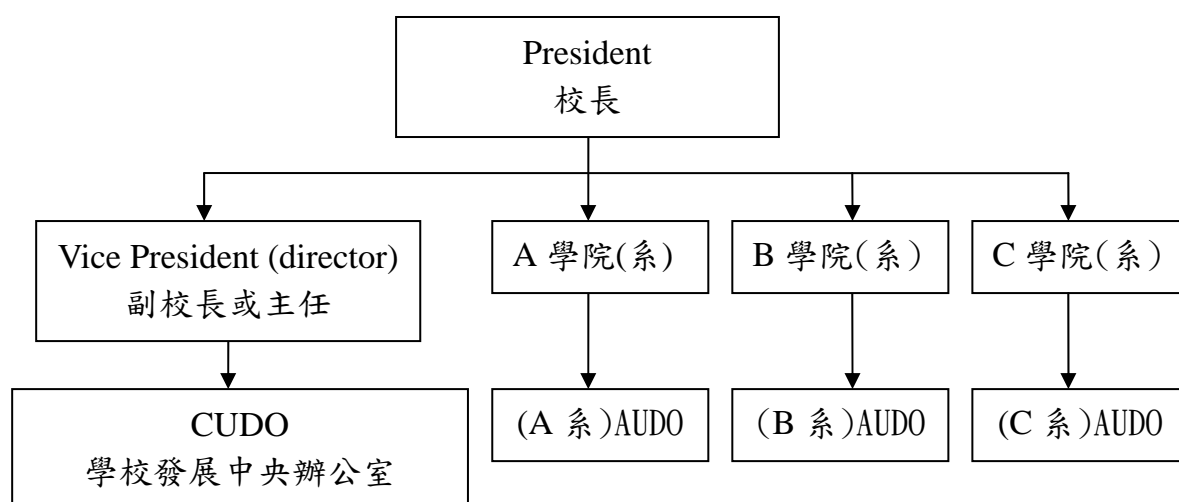 President
校長
Vice President (director)
副校長或主任
A 學院(系)
B 學院(系)
C 學院(系)
CUDO
學校發展中央辦公室
(A 系)AUDO
(B 系)AUDO
(C 系)AUDO